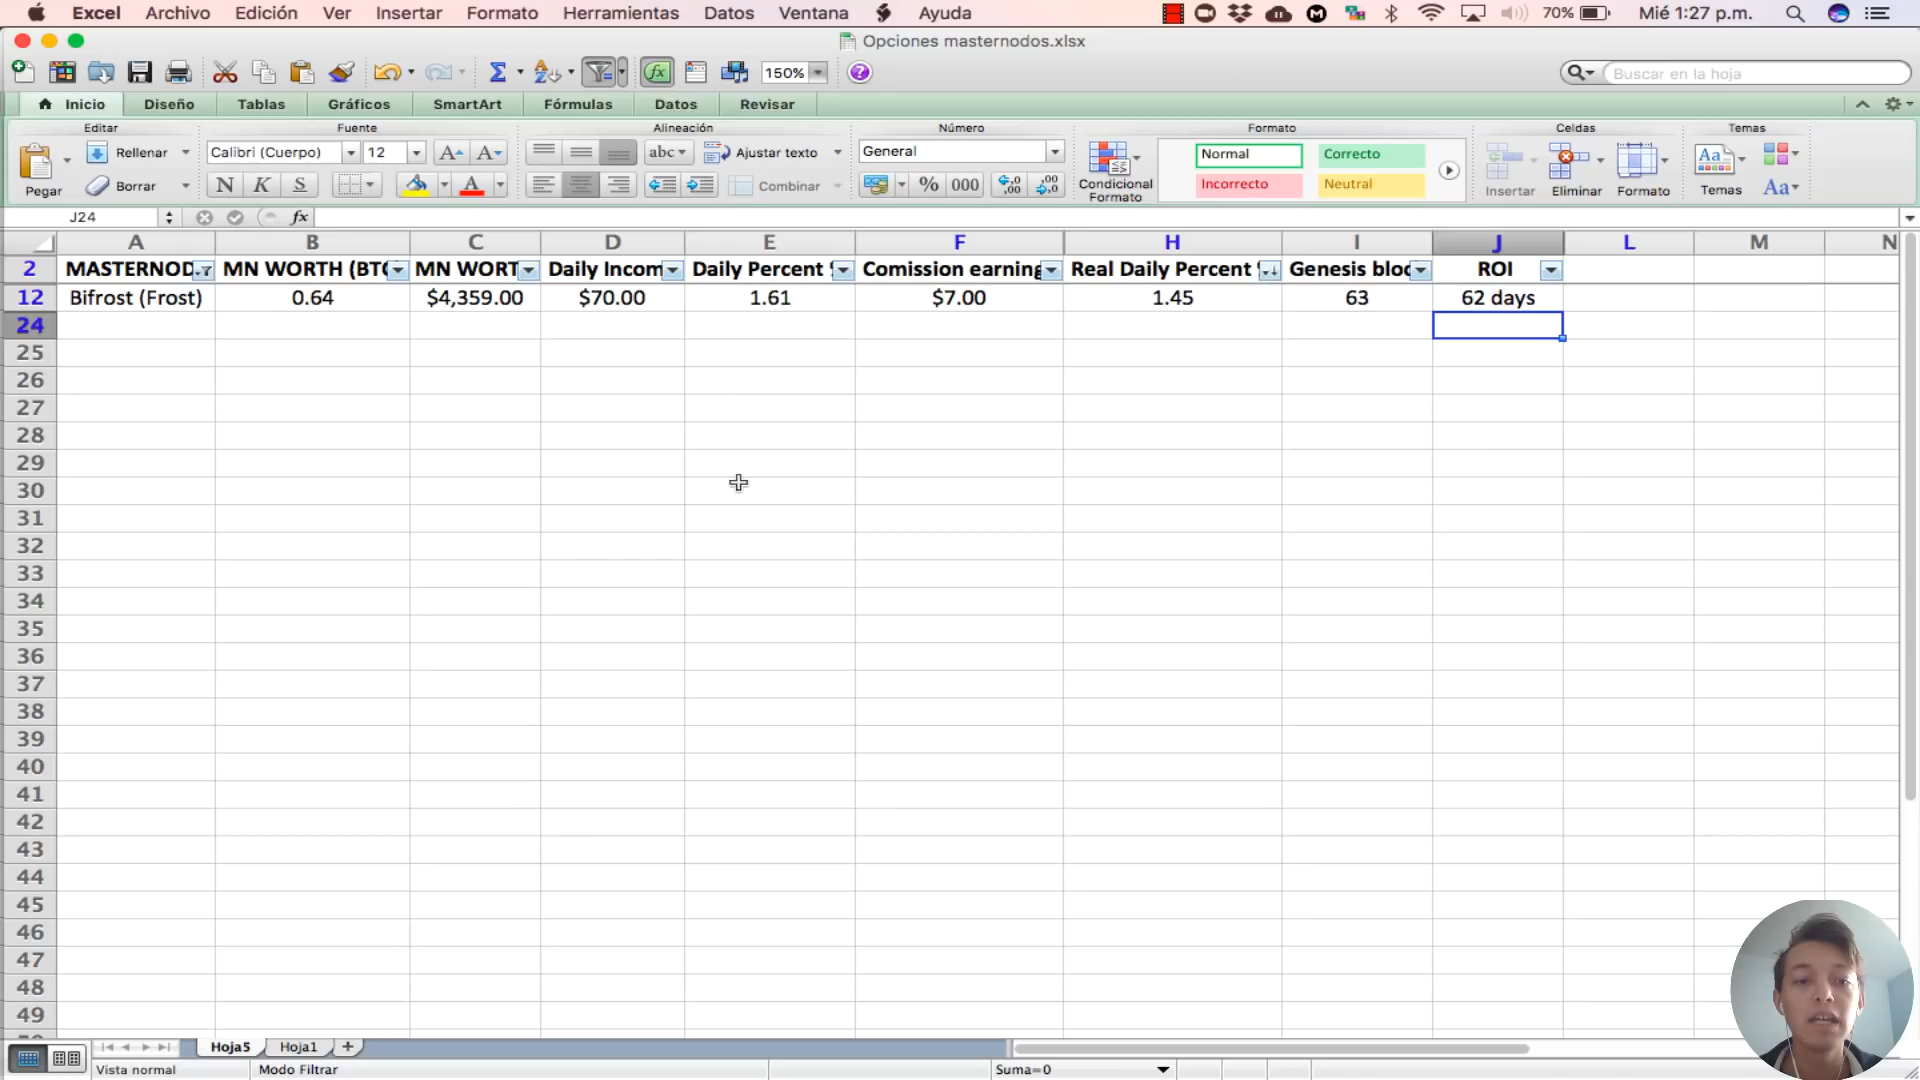 Excel Archivo Edición Ver Insertar Formato Herramientas Datos Ventana Ayuda 70% Mié 1:27 p.m.
Opciones masternodos.xlsx
150% Buscar en la hoja
Inicio Diseño Tablas Gráficos SmartArt Fórmulas Datos Revisar
Editar Fuente Alineación Número Formato Celdas Temas
Rellenar Calibri (Cuerpo) 12 A A abc Ajustar texto General Normal Correcto
Pegar Borrar N K S A Combinar % 000 ,00 ,00 Condicional Formato Incorrecto Neutral Insertar Eliminar Formato Temas Aa
J24 fx
A B C D E F H I J L M N
2 MASTERNOD MN WORTH (BTC MN WORT Daily Incom Daily Percent Comission earning Real Daily Percent Genesis bloc ROI
12 Bifrost (Frost) 0.64 $4,359.00 $70.00 1.61 $7.00 1.45 63 62 days
24
25
26
27
28
29
30
31
32
33
34
35
36
37
38
39
40
41
42
43
44
45
46
47
48
49
Hoja5 Hoja1
Vista normal Modo Filtrar Suma=0